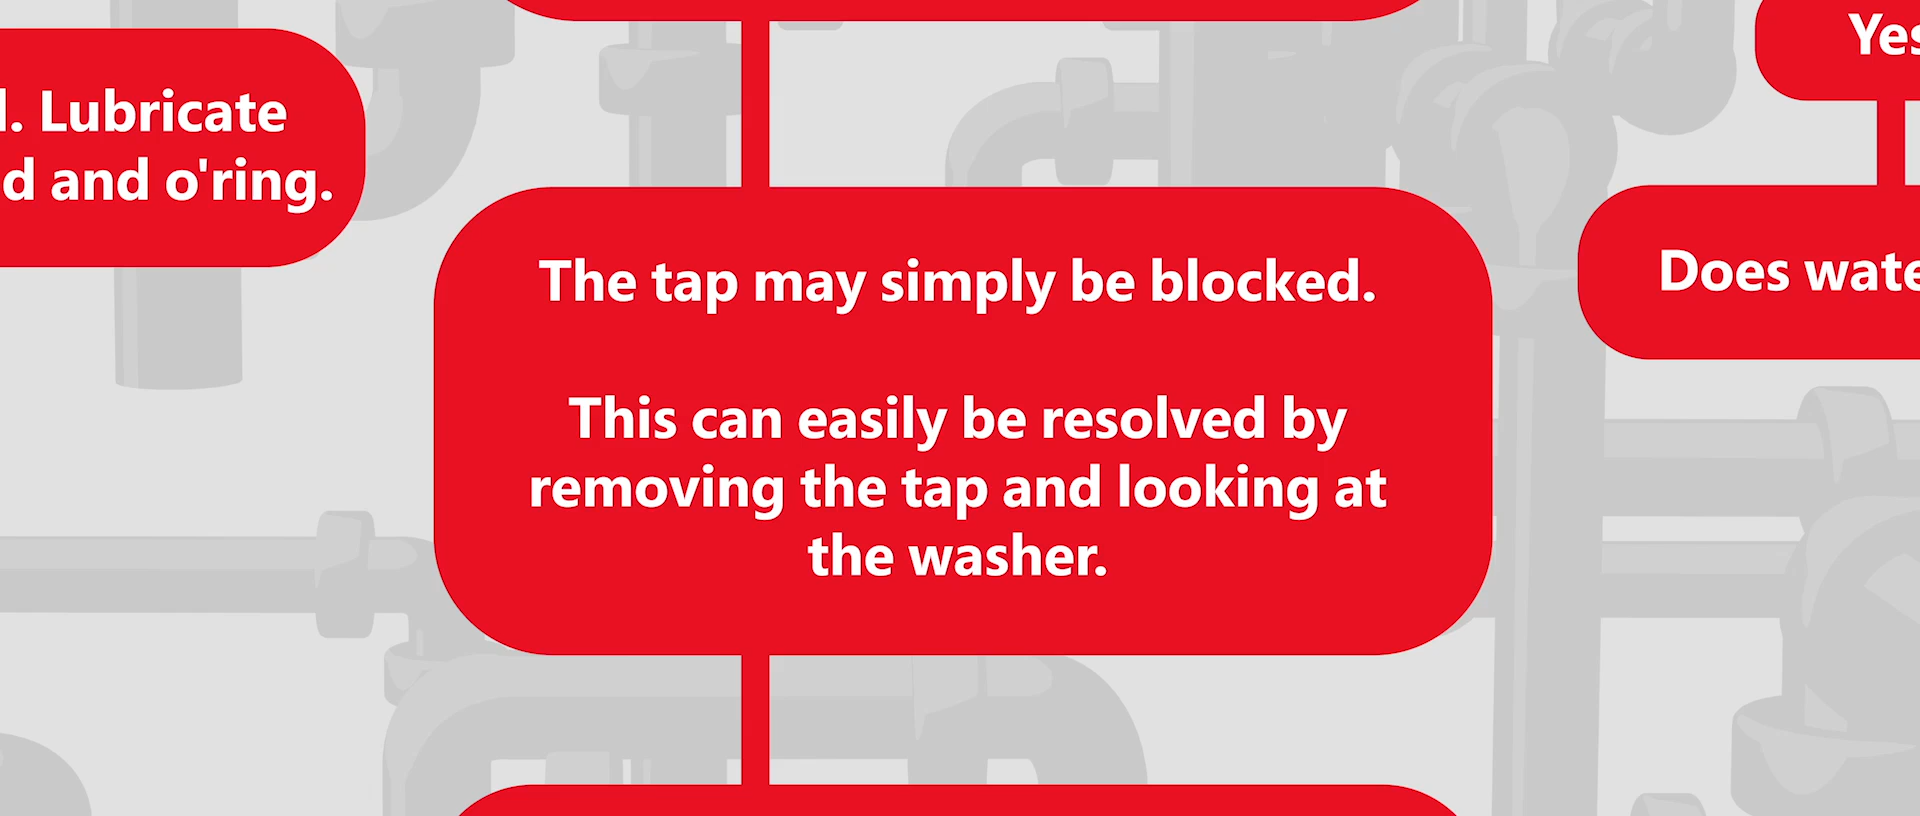 l. Lubricate
d and o'ring.
The tap may simply be blocked.
This can easily be resolved by
removing the tap and looking at
the washer.
Yes
Does wate